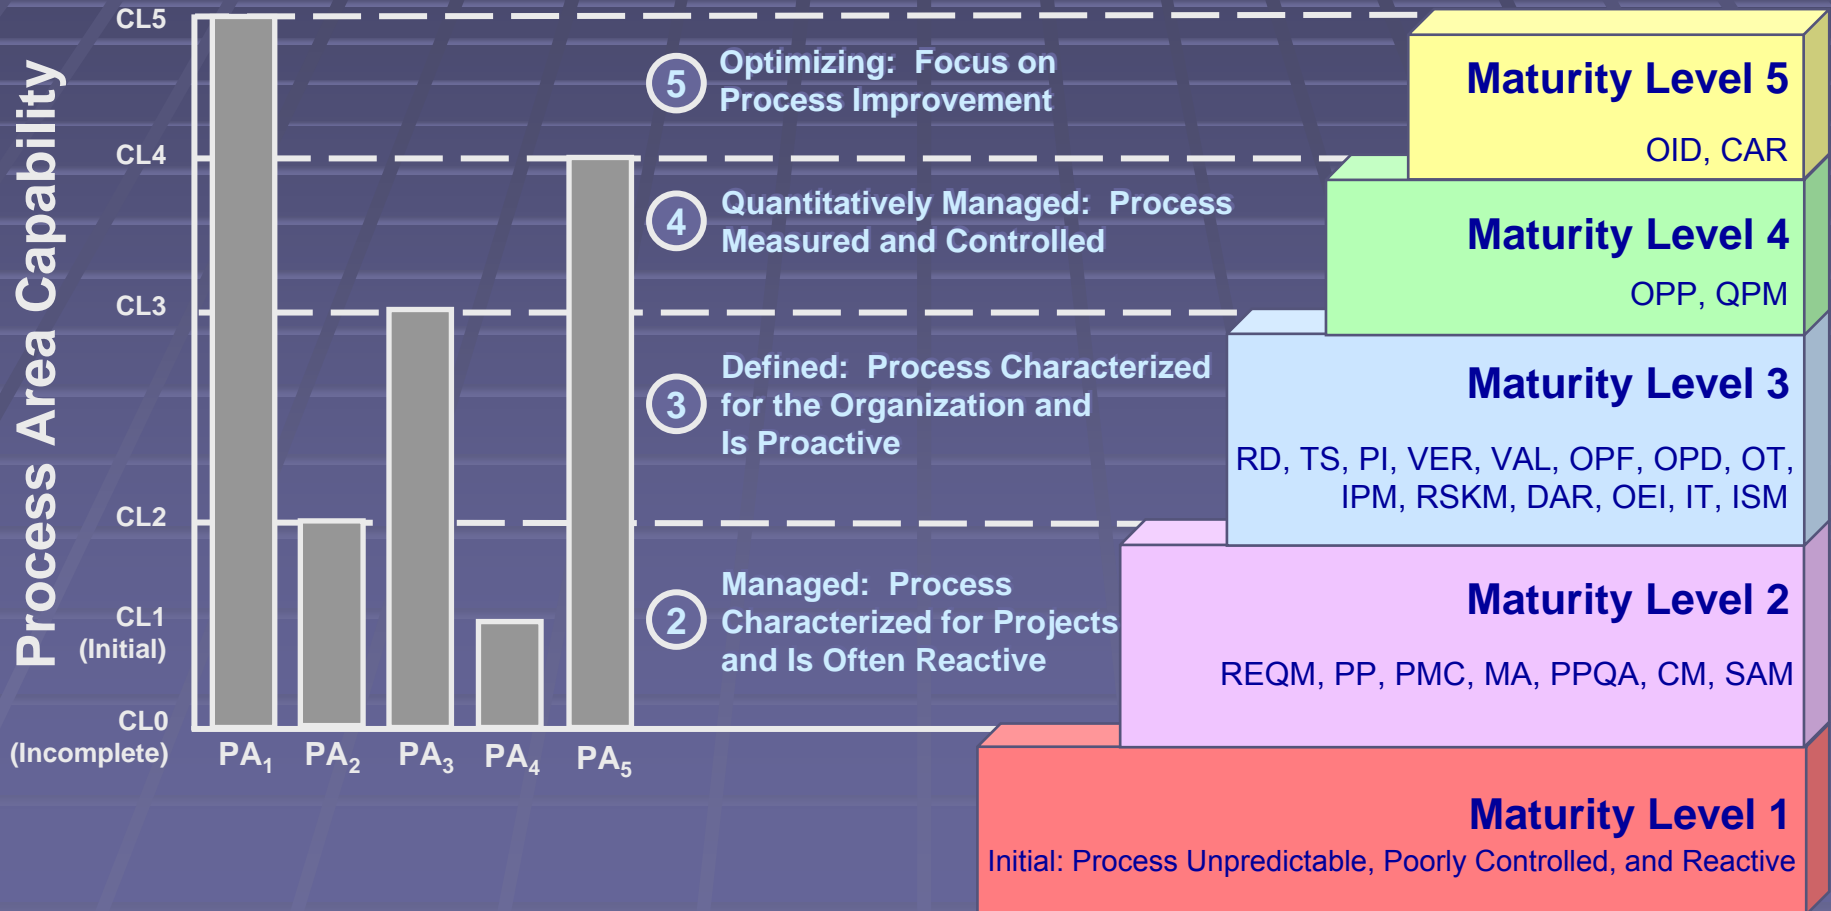 Process Area Capability
CL5
CL4
CL3
CL2
CL1
(Initial)
CL0
(Incomplete)
PA1
PA2
PA3
PA4
PA5
5
Optimizing: Focus on
Process Improvement
4
Quantitatively Managed: Process
Measured and Controlled
3
Defined: Process Characterized
for the Organization and
Is Proactive
2
Managed: Process
Characterized for Projects
and Is Often Reactive
Maturity Level 5
OID, CAR
Maturity Level 4
OPP, QPM
Maturity Level 3
RD, TS, PI, VER, VAL, OPF, OPD, OT,
IPM, RSKM, DAR, OEI, IT, ISM
Maturity Level 2
REQM, PP, PMC, MA, PPQA, CM, SAM
Maturity Level 1
Initial: Process Unpredictable, Poorly Controlled, and Reactive